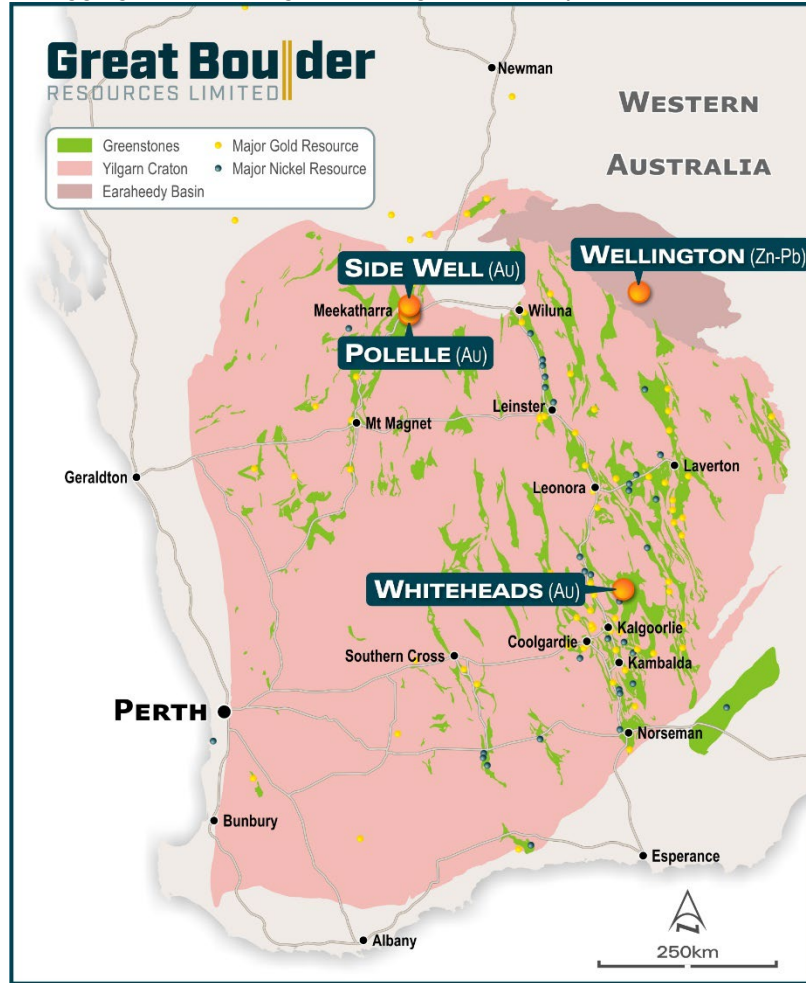 Great Boulder
RESOURCES LIMITED
Greenstones
Yilgarn Craton
Earaheedy Basin
Major Gold Resource
Major Nickel Resource
Newman
WESTERN
AUSTRALIA
SIDE WELL (AU)
WELLINGTON (ZN-PB)
Meekatharra
Wiluna
POLELLE (AU)
Leinster
Mt Magnet
Geraldton
Laverton
Leonora
WHITEHEADS (AU)
Kalgoorlie
Coolgardie
Southern Cross
Kambalda
PERTH
Norseman
Bunbury
Esperance
Albany
N
250km